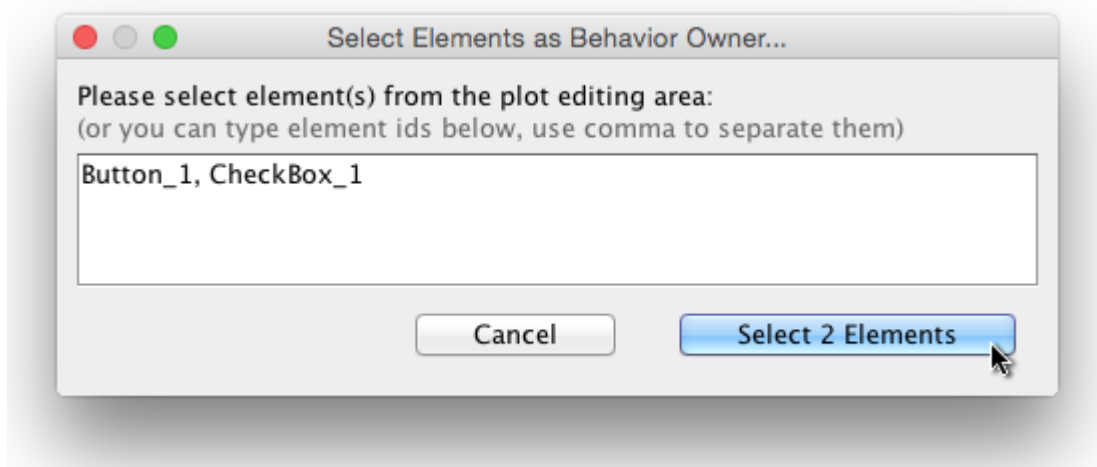 Select Elements as Behavior Owner...
Please select element(s) from the plot editing area:
(or you can type element ids below, use comma to separate them)
Button_1, CheckBox_1
Cancel
Select 2 Elements